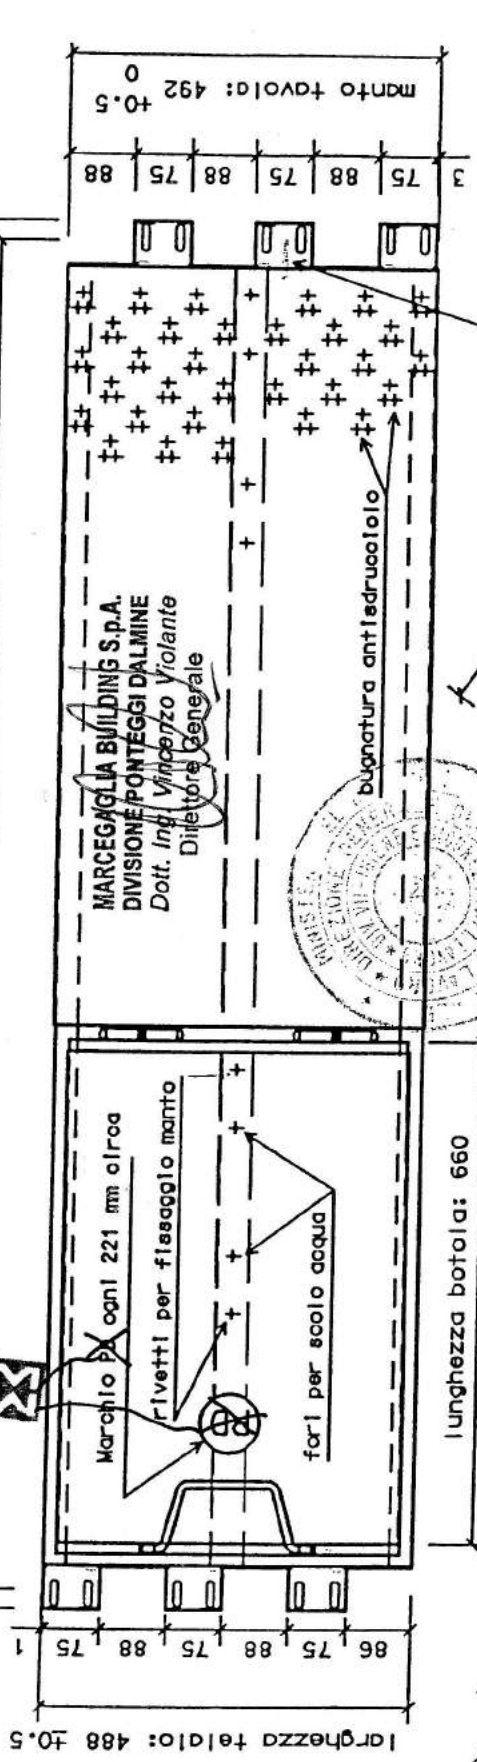 manto tavola: 492 +0.5
0
88 75 88 75 88 75 3
MARCEGAGLIA BUILDING S.p.A.
DIVISIONE PONTEGGI DALMINE
Dott. Ing. Vincenzo Violante
Direttore Generale
bugnatura antisdrucciolo
Marchio PD ogni 221 mm circa
rivetti per fissaggio manto
fori per scolo acqua
lunghezza botola: 660
1 75 88 75 88 75 86
larghezza telaio: 488 ±0.5